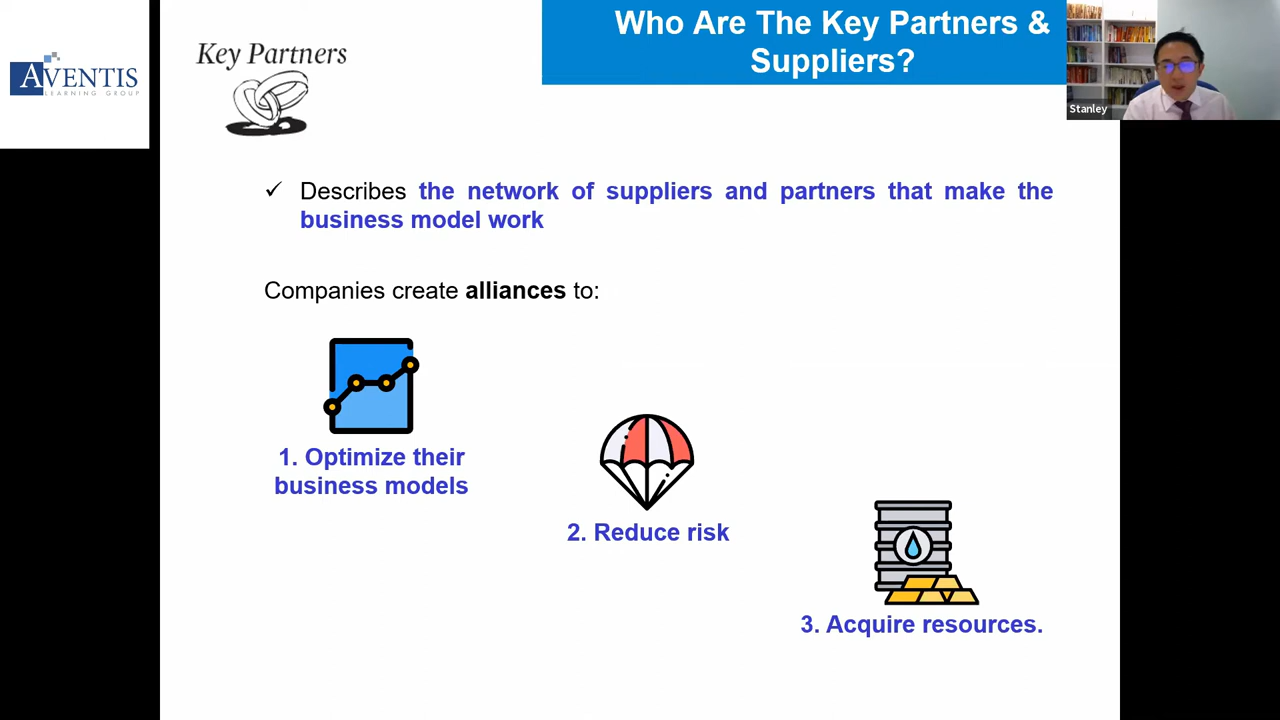 AVENTIS
LEARNING GROUP
Key Partners
Who Are The Key Partners &
Suppliers?
Stanley
Describes the network of suppliers and partners that make the
business model work
Companies create alliances to:
1. Optimize their
business models
2. Reduce risk
3. Acquire resources.